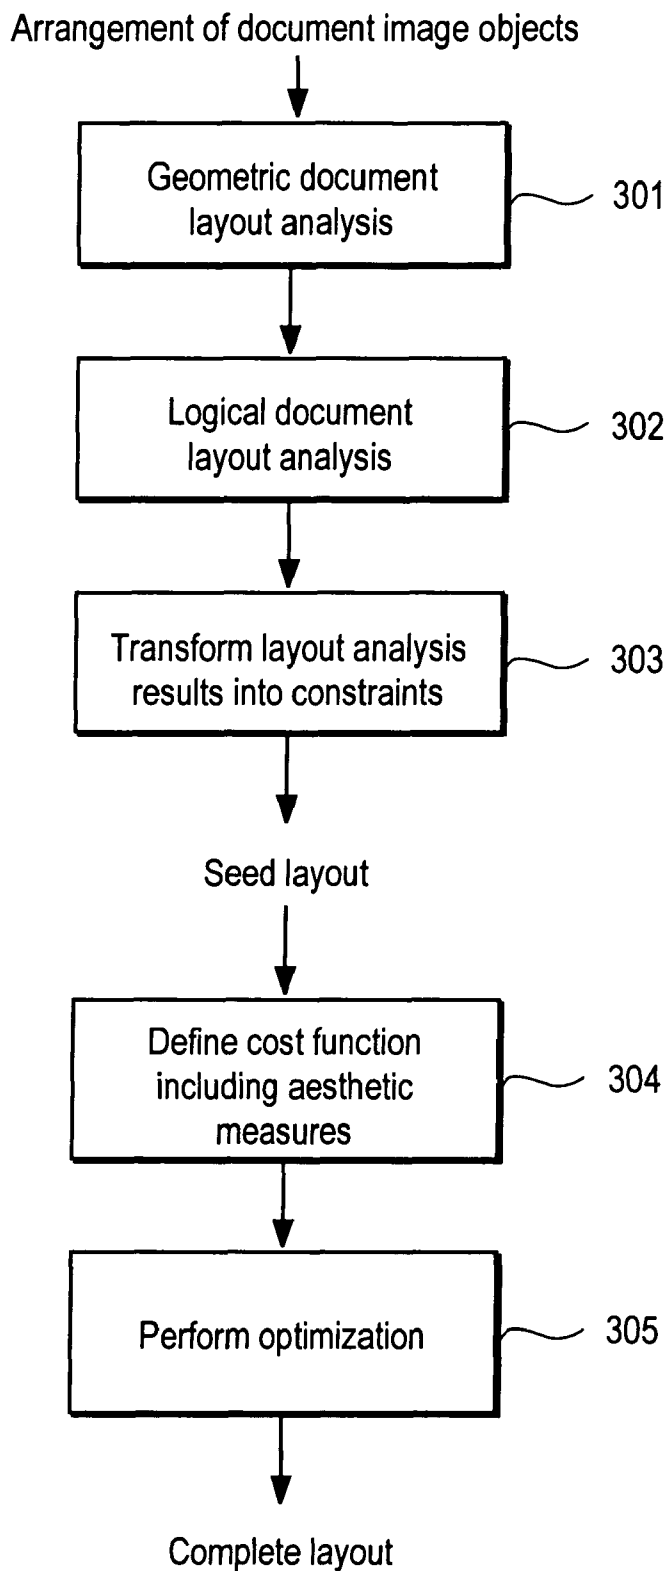 Arrangement of document image objects
Geometric document
layout analysis
301
Logical document
layout analysis
302
Transform layout analysis
results into constraints
303
Seed layout
Define cost function
including aesthetic
measures
304
Perform optimization
305
Complete layout